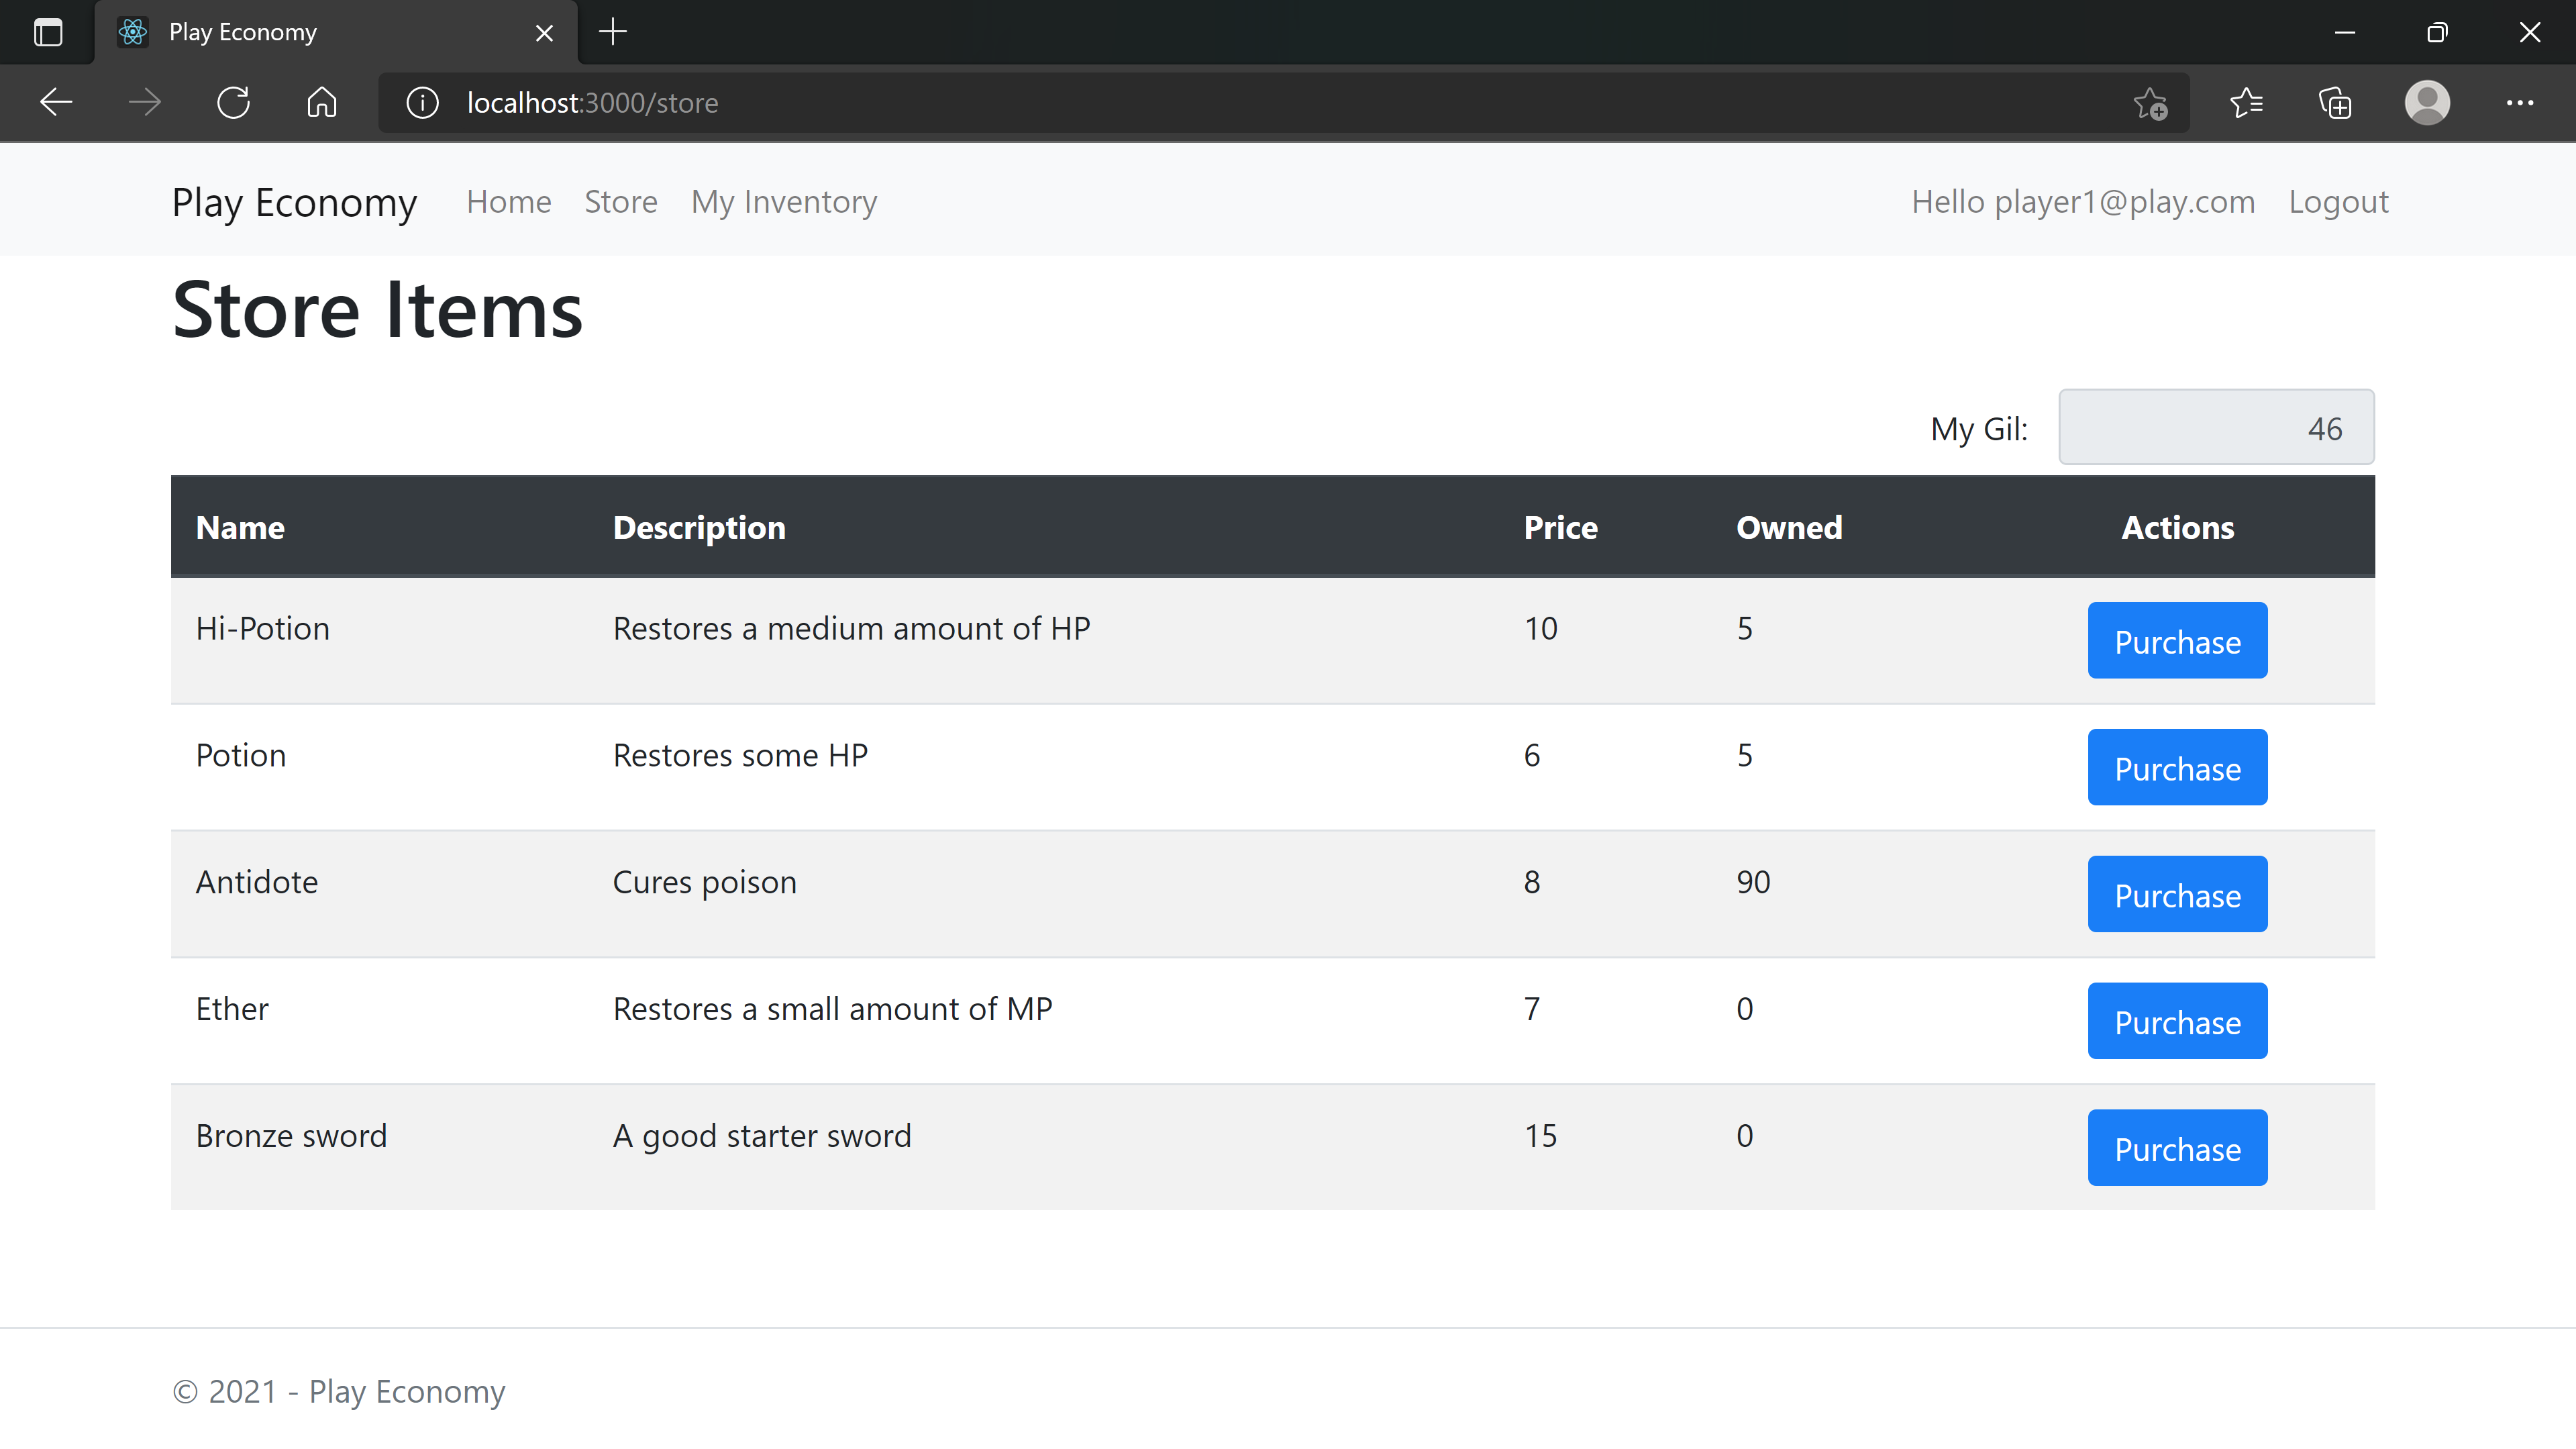 Play Economy
localhost:3000/store
Play Economy Home Store My Inventory Hello player1@play.com Logout
Store Items
My Gil: 46
Name Description Price Owned Actions
Hi-Potion Restores a medium amount of HP 10 5 Purchase
Potion Restores some HP 6 5 Purchase
Antidote Cures poison 8 90 Purchase
Ether Restores a small amount of MP 7 0 Purchase
Bronze sword A good starter sword 15 0 Purchase
© 2021 - Play Economy